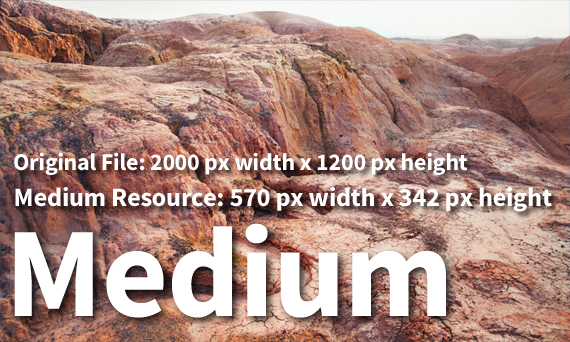 Original File: 2000 px width x 1200 px height
Medium Resource: 570 px width x 342 px height
Medium